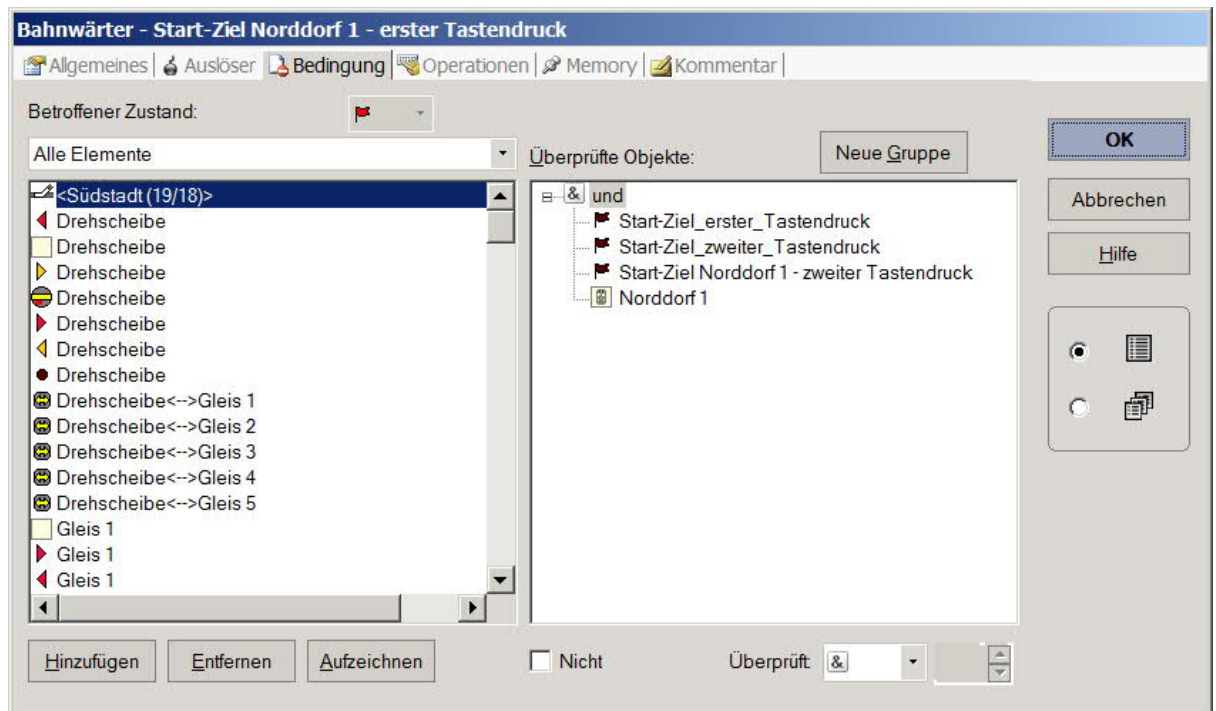 Bahnwärter - Start-Ziel Norddorf 1 - erster Tastendruck
Allgemeines Auslöser Bedingung Operationen Memory Kommentar
Betroffener Zustand:
Alle Elemente
<Südstadt (19/18)>
Drehscheibe
Drehscheibe
Drehscheibe
Drehscheibe
Drehscheibe
Drehscheibe
Drehscheibe
Drehscheibe<-->Gleis 1
Drehscheibe<-->Gleis 2
Drehscheibe<-->Gleis 3
Drehscheibe<-->Gleis 4
Drehscheibe<-->Gleis 5
Gleis 1
Gleis 1
Gleis 1
Hinzufügen Entfernen Aufzeichnen
Überprüfte Objekte: Neue Gruppe
& und
Start-Ziel_erster_Tastendruck
Start-Ziel_zweiter_Tastendruck
Start-Ziel Norddorf 1 - zweiter Tastendruck
Norddorf 1
Nicht Überprüft: &
OK
Abbrechen
Hilfe